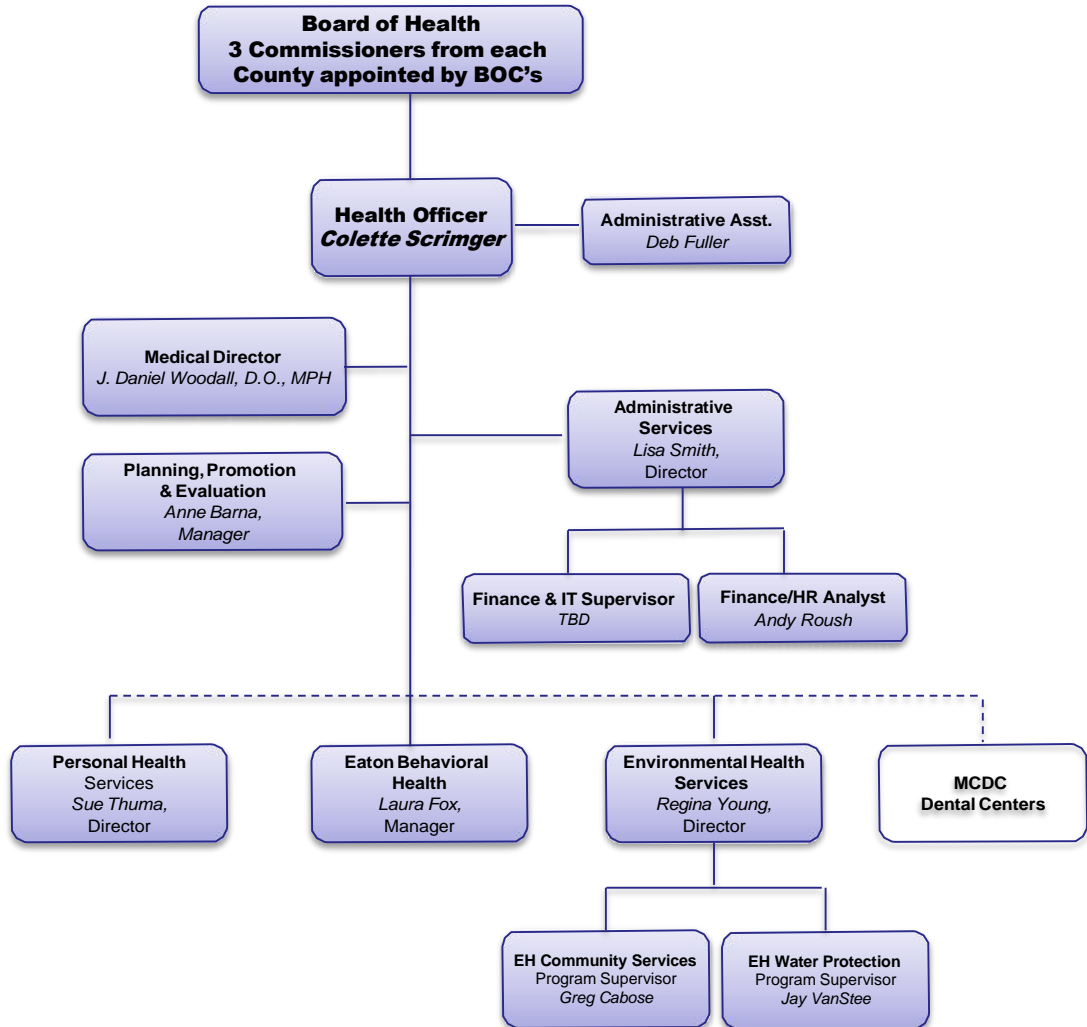 Board of Health
3 Commissioners from each
County appointed by BOC's
Health Officer
Colette Scrimger
Administrative Asst.
Deb Fuller
Medical Director
J. Daniel Woodall, D.O., MPH
Administrative
Services
Lisa Smith,
Director
Planning, Promotion
& Evaluation
Anne Barna,
Manager
Finance & IT Supervisor
TBD
Finance/HR Analyst
Andy Roush
Personal Health
Services
Sue Thuma,
Director
Eaton Behavioral
Health
Laura Fox,
Manager
Environmental Health
Services
Regina Young,
Director
MCDC
Dental Centers
EH Community Services
Program Supervisor
Greg Cabose
EH Water Protection
Program Supervisor
Jay VanStee